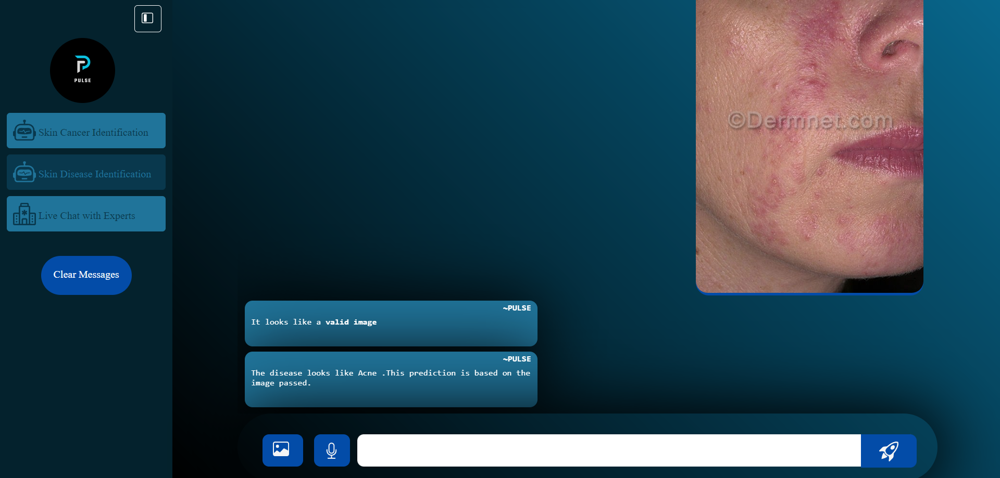 PULSE
Skin Cancer Identification
Skin Disease Identification
Live Chat with Experts
Clear Messages
©Dermnet.com
~PULSE
It looks like a valid image
~PULSE
The disease looks like Acne .This prediction is based on the
image passed.